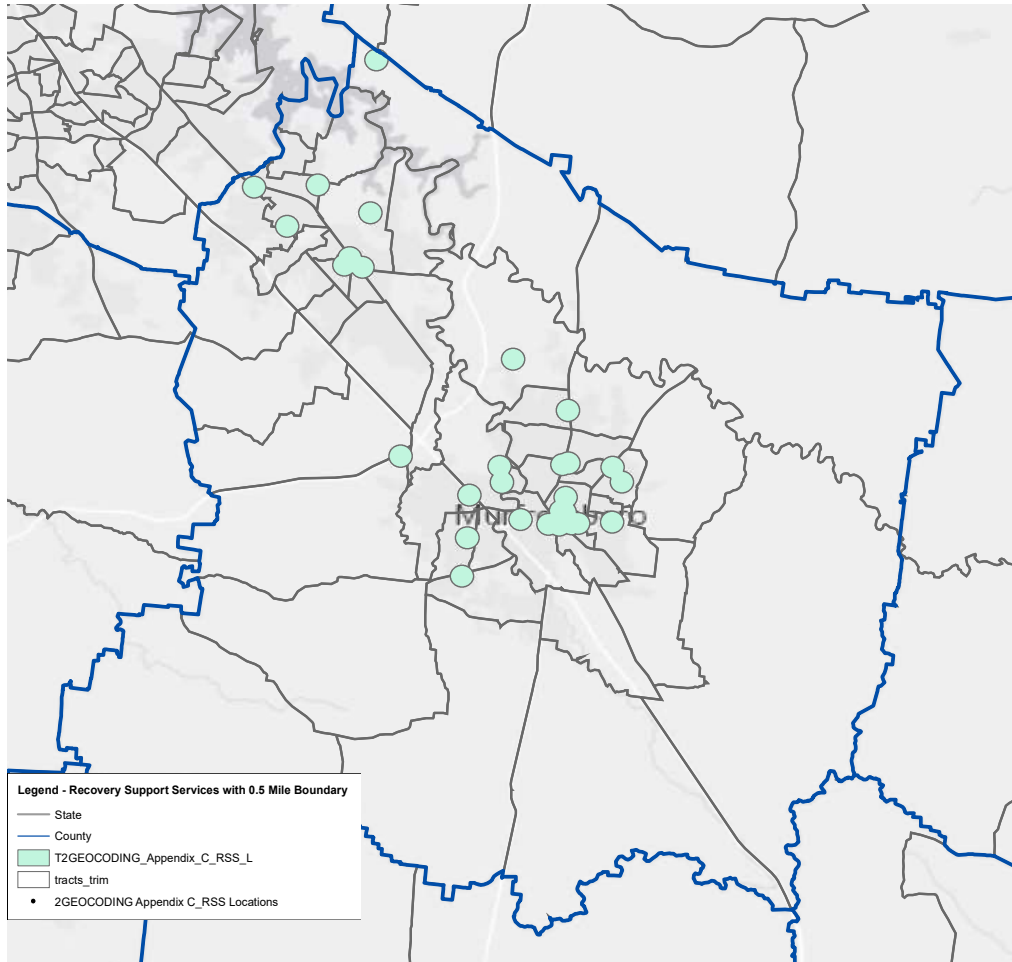 Legend - Recovery Support Services with 0.5 Mile Boundary
State
County
T2GEOCODING_Appendix_C_RSS_L
tracts_trim
2GEOCODING Appendix C_RSS Locations